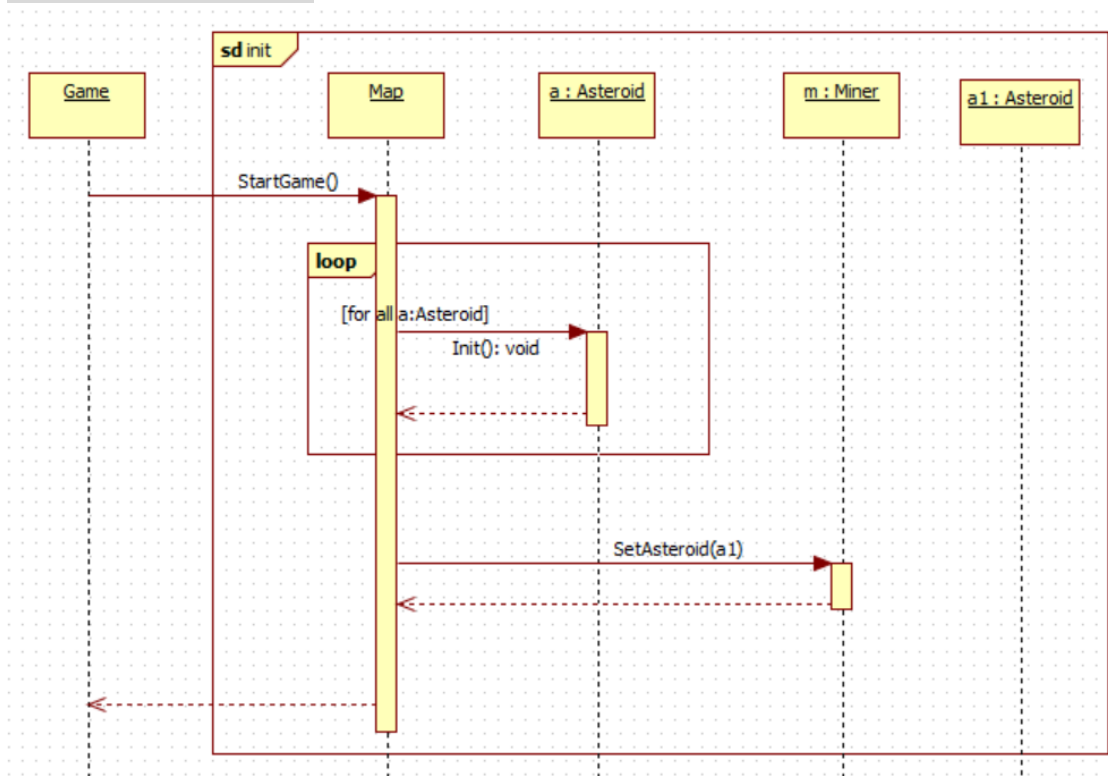 sd init
Game
Map
a : Asteroid
m : Miner
a1 : Asteroid
StartGame()
loop
[for all a:Asteroid]
Init(): void
SetAsteroid(a1)